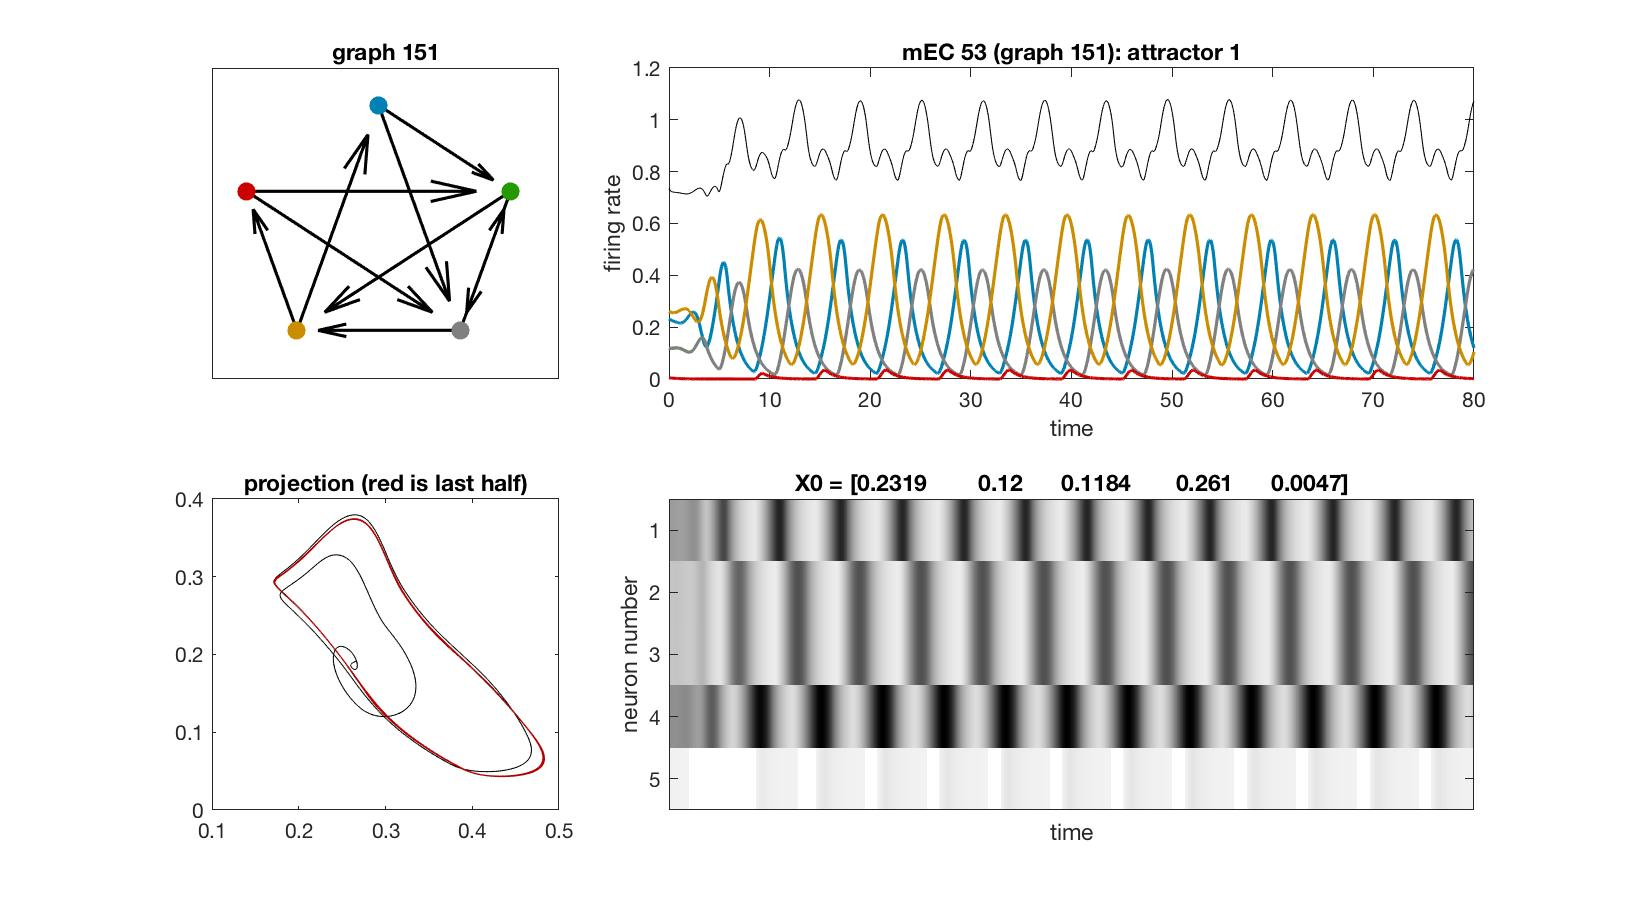 graph 151
mEC 53 (graph 151): attractor 1
1.2
1
0.8
0.6
0.4
0.2
0
firing rate
0 10 20 30 40 50 60 70 80
time
projection (red is last half)
0.4
0.3
0.2
0.1
0
0.1 0.2 0.3 0.4 0.5
X0 = [0.2319 0.12 0.1184 0.261 0.0047]
1
2
3
4
5
neuron number
time